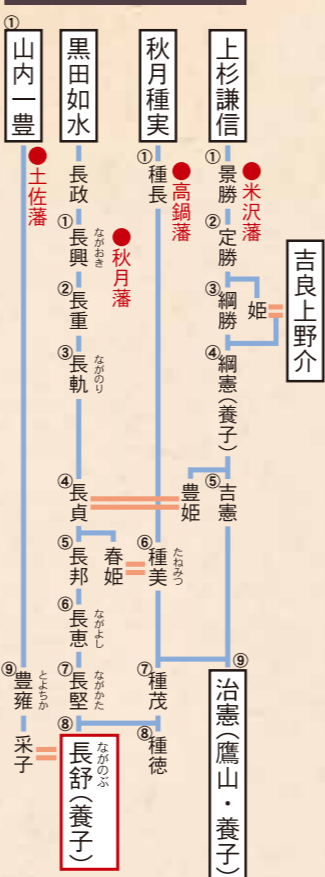 吉良上野介
上杉謙信
●米沢藩
①景勝
②定勝
姫
③綱勝
④綱憲(養子)
豊姫
⑤吉憲
⑨治憲(鷹山・養子)
秋月種実
●高鍋藩
①種長
⑥種美
たねみつ
⑦種茂
⑧種徳
黒田如水
長政
●秋月藩
①長興
ながおき
②長重
③長軌
ながのり
④長貞
春姫
⑤長邦
⑥長恵
ながよし
⑦長堅
ながかた
⑧長舒(養子)
ながのぶ
①山内一豊
●土佐藩
⑨豊雍
とよちか
采子